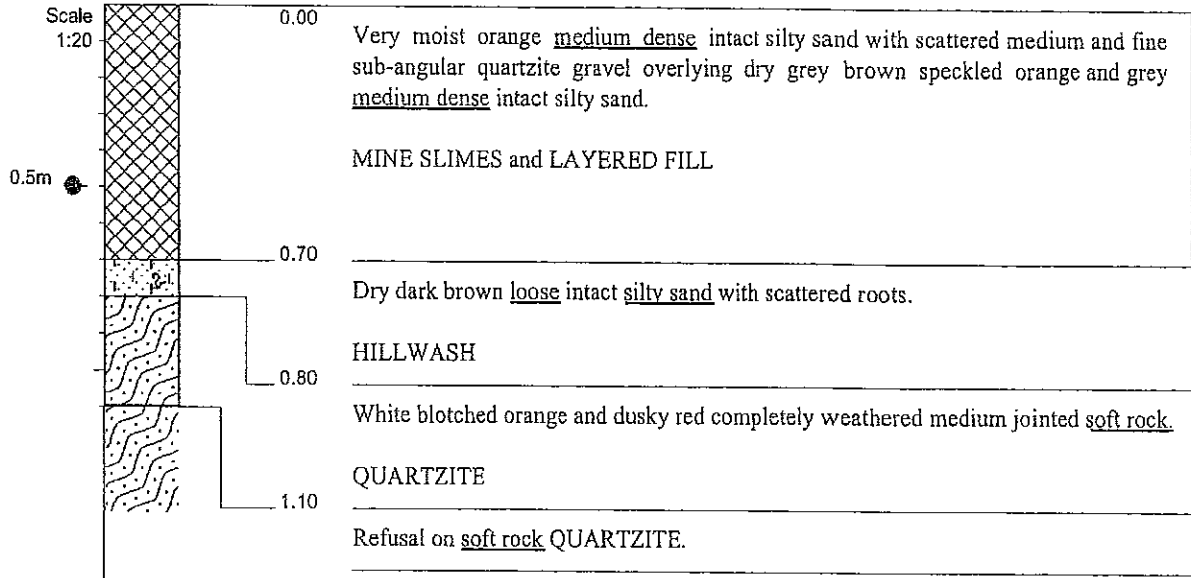 Scale
1:20
0.00
Very moist orange medium dense intact silty sand with scattered medium and fine
sub-angular quartzite gravel overlying dry grey brown speckled orange and grey
medium dense intact silty sand.
MINE SLIMES and LAYERED FILL
0.5m
0.70
Dry dark brown loose intact silty sand with scattered roots.
HILLWASH
0.80
White blotched orange and dusky red completely weathered medium jointed soft rock.
QUARTZITE
1.10
Refusal on soft rock QUARTZITE.